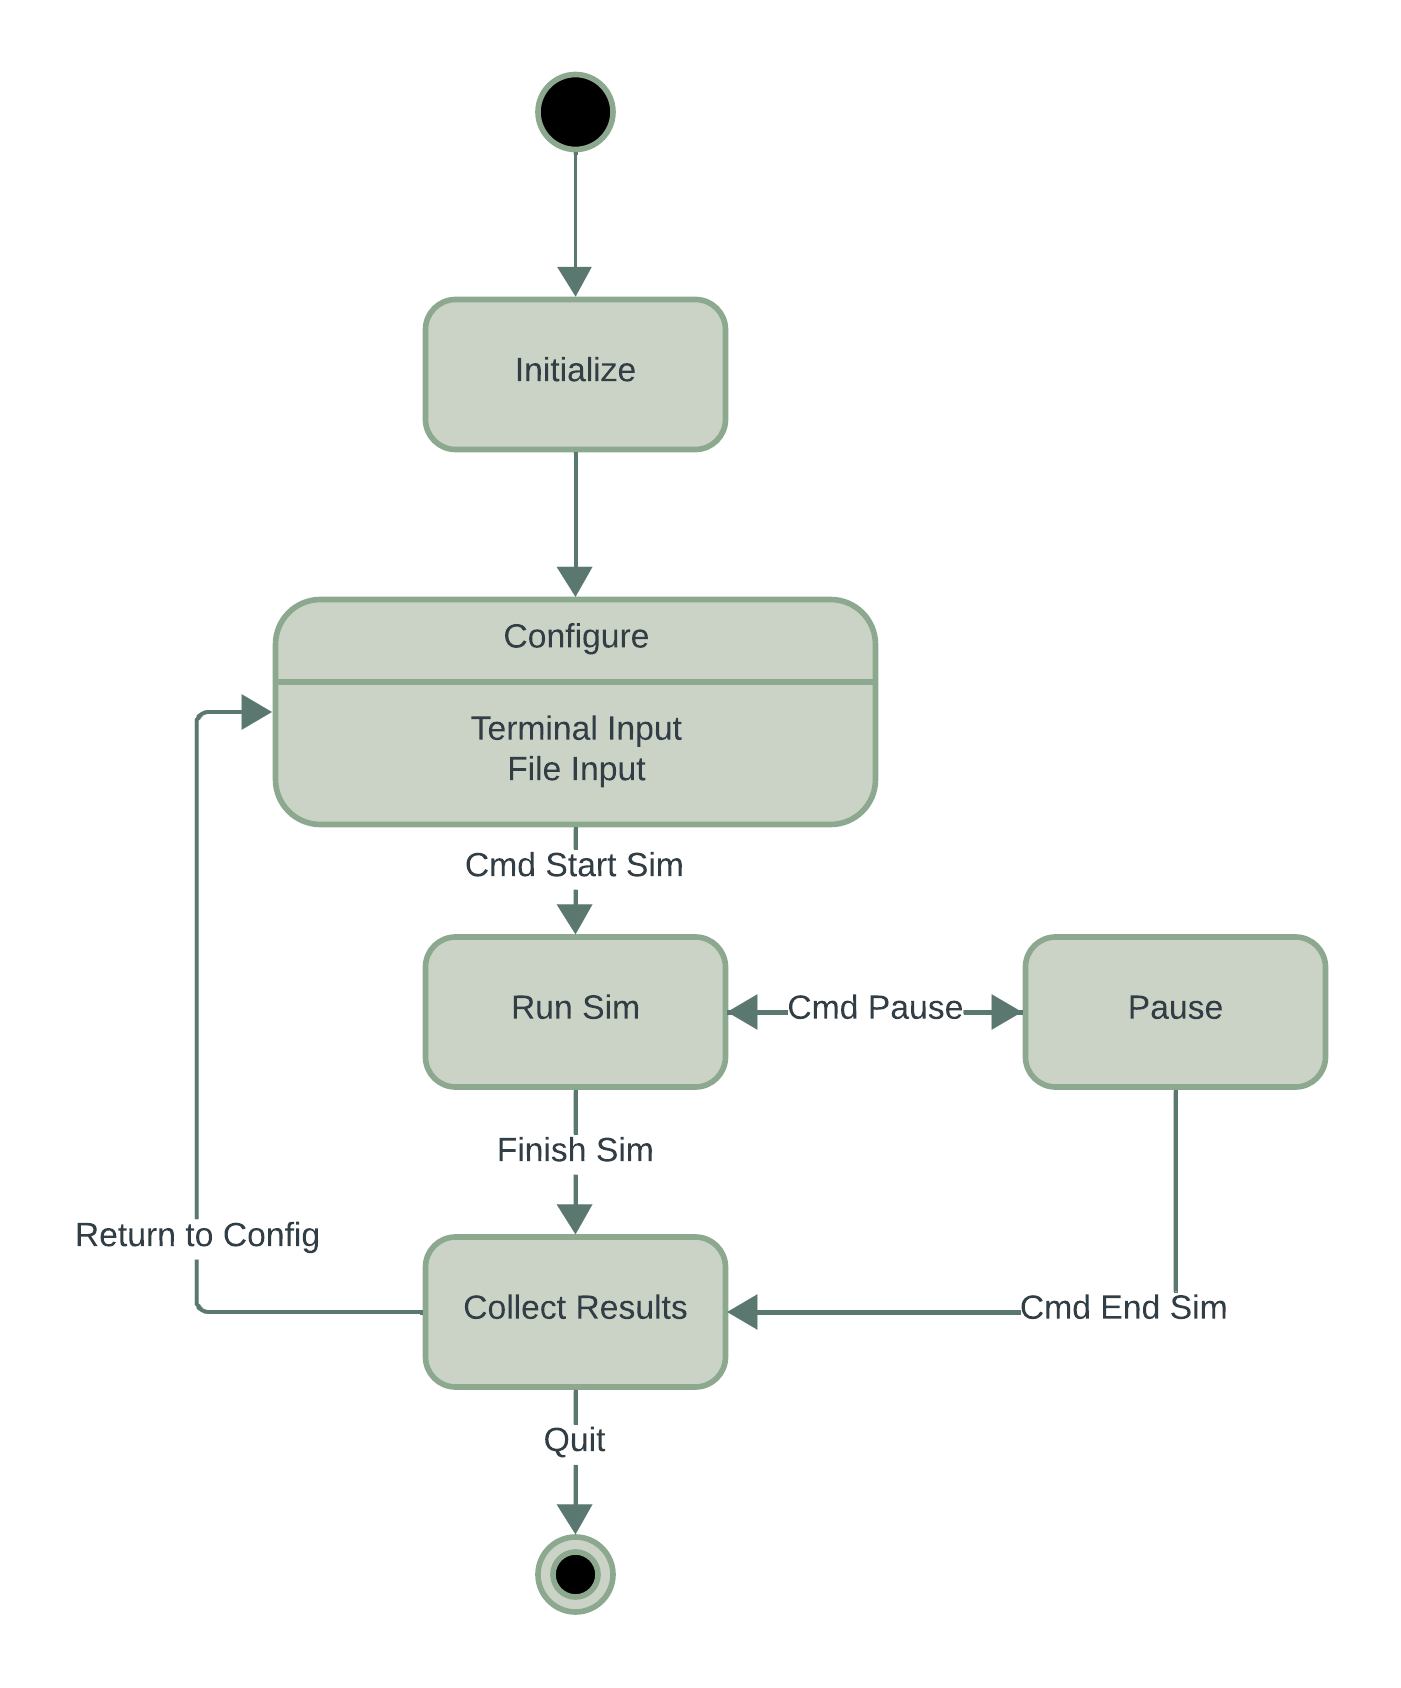 Initialize
Configure
Terminal Input
File Input
Cmd Start Sim
Run Sim
Cmd Pause
Pause
Finish Sim
Return to Config
Collect Results
Cmd End Sim
Quit